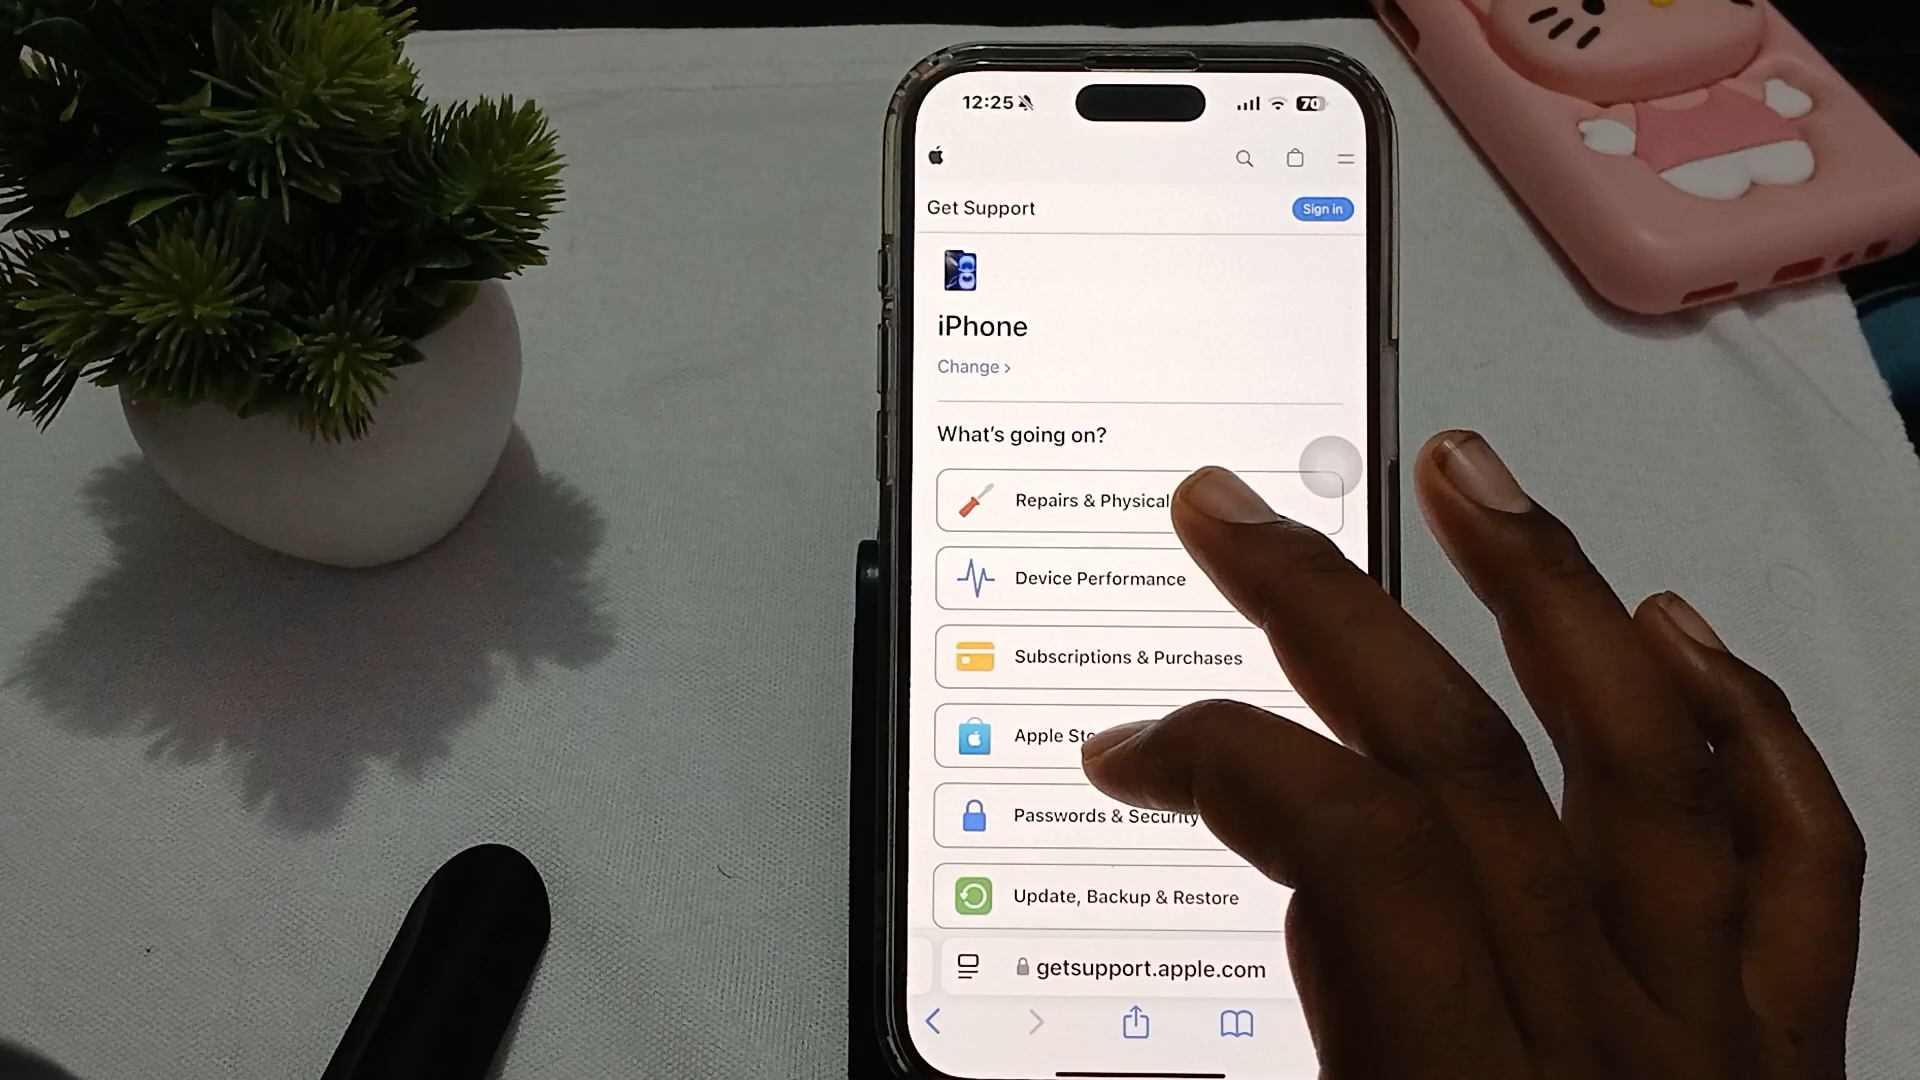 12:25 70
Get Support Sign in
iPhone
Change >
What's going on?
Repairs & Physical
Device Performance
Subscriptions & Purchases
Apple
Passwords & Security
Update, Backup & Restore
getsupport.apple.com